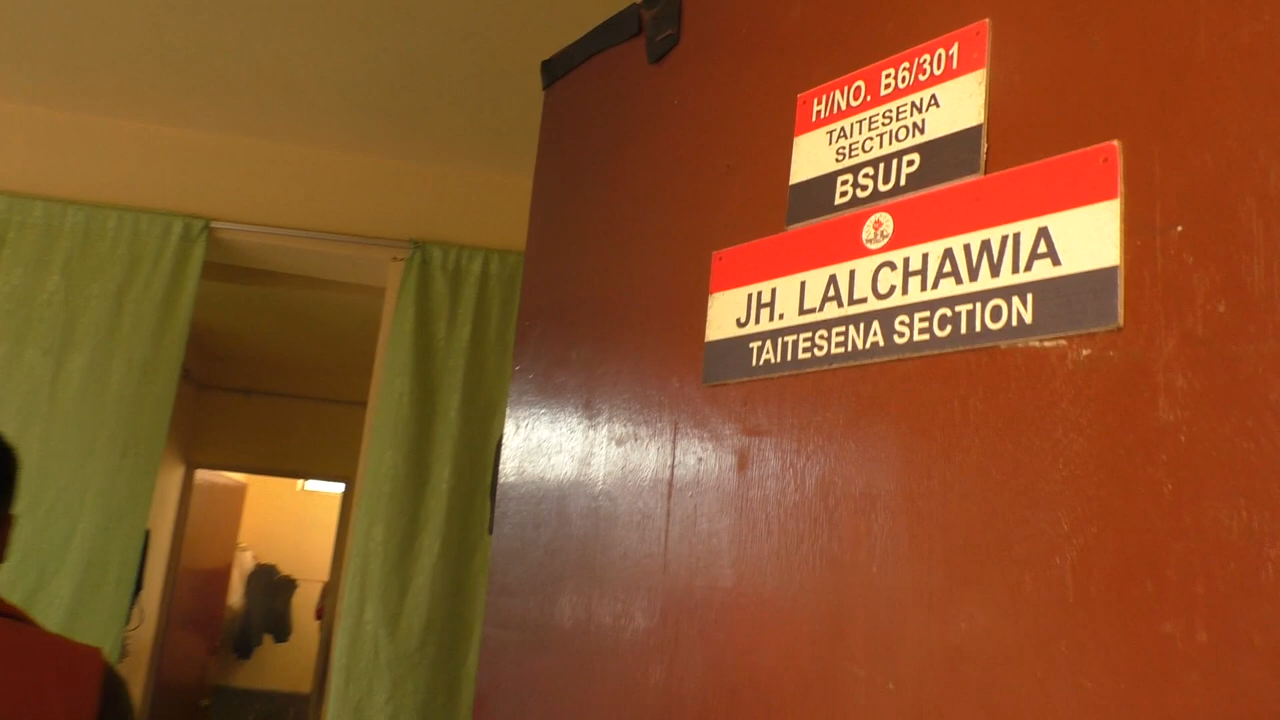 H/NO. B6/301
TAITESENA
SECTION
BSUP
JH. LALCHAWIA
TAITESENA SECTION